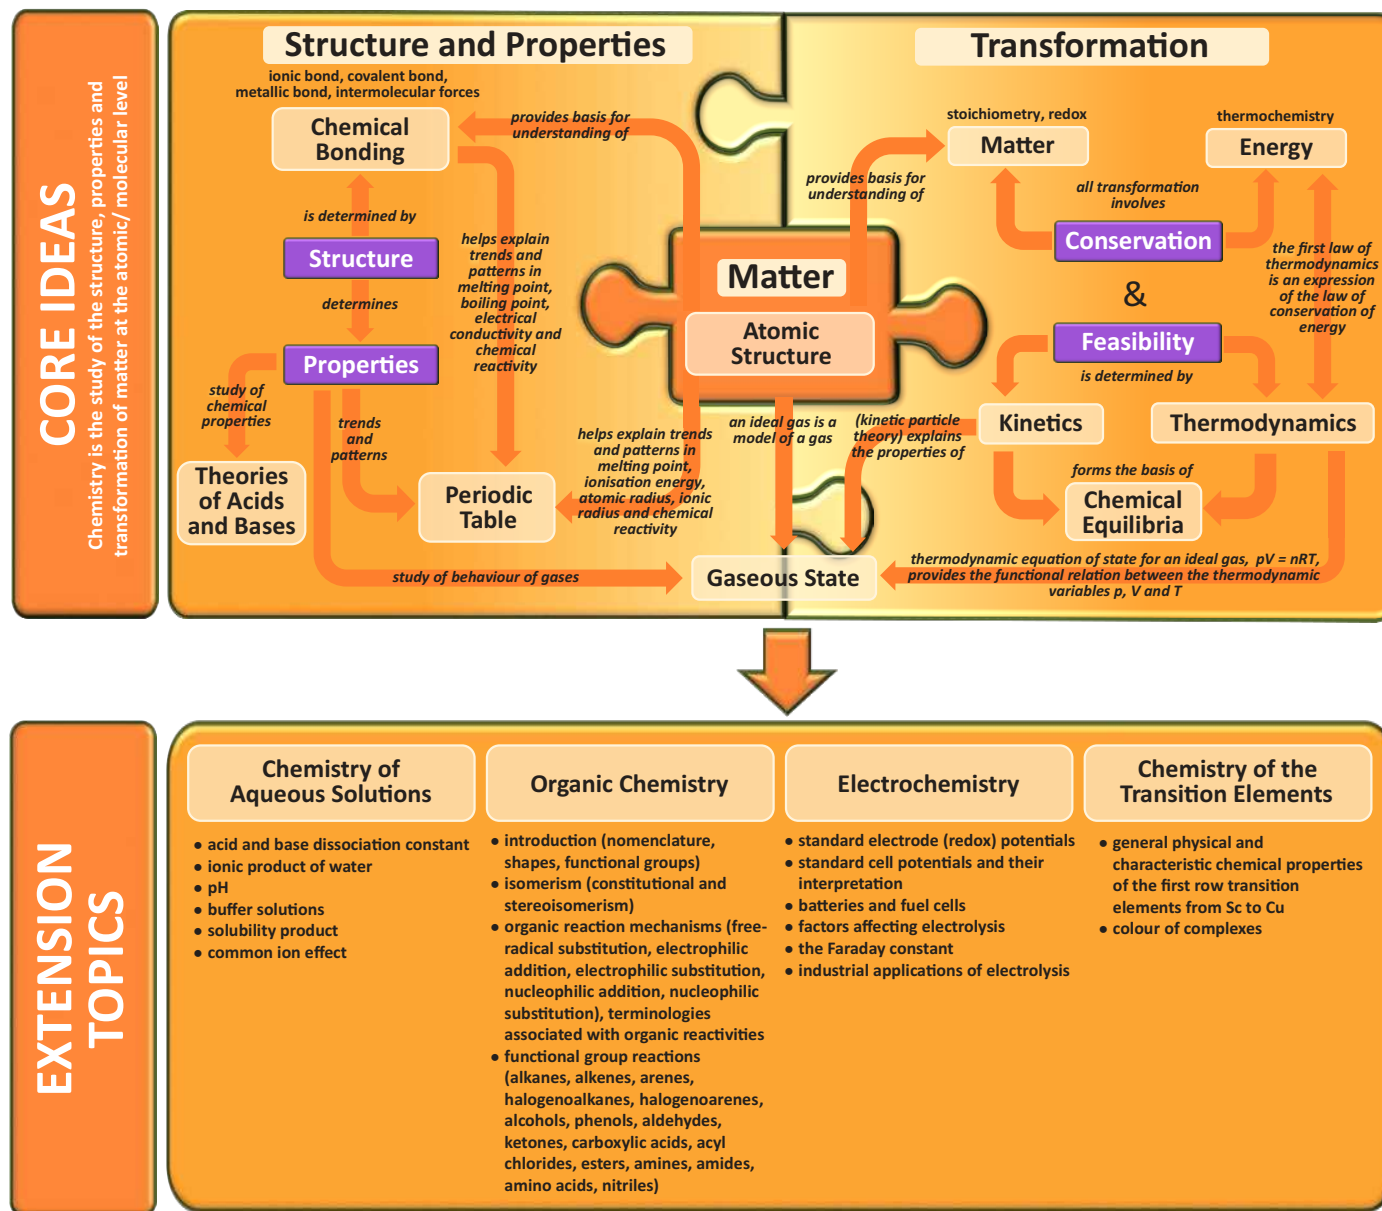 CORE IDEAS
Chemistry is the study of the structure, properties and
transformation of matter at the atomic/ molecular level
Structure and Properties
ionic bond, covalent bond,
metallic bond, intermolecular forces
Chemical
Bonding
provides basis for
understanding of
is determined by
Structure
determines
Properties
helps explain
trends and
patterns in
melting point,
boiling point,
electrical
conductivity and
chemical
reactivity
study of
chemical
properties
trends
and
patterns
Theories
of Acids
and Bases
Periodic
Table
helps explain trends
and patterns in
melting point,
ionisation energy,
atomic radius, ionic
radius and chemical
reactivity
study of behaviour of gases
Matter
Atomic
Structure
an ideal gas is a
model of a gas
(kinetic particle
theory) explains
the properties of
Gaseous State
Transformation
stoichiometry, redox
Matter
thermochemistry
Energy
provides basis for
understanding of
all transformation
involves
Conservation
&
Feasibility
is determined by
the first law of
thermodynamics
is an expression
of the law of
conservation of
energy
Kinetics
Thermodynamics
forms the basis of
Chemical
Equilibria
thermodynamic equation of state for an ideal gas, pV = nRT,
provides the functional relation between the thermodynamic
variables p, V and T
EXTENSION
TOPICS
Chemistry of
Aqueous Solutions
● acid and base dissociation constant
● ionic product of water
● pH
● buffer solutions
● solubility product
● common ion effect
Organic Chemistry
● introduction (nomenclature,
shapes, functional groups)
● isomerism (constitutional and
stereoisomerism)
● organic reaction mechanisms (free-
radical substitution, electrophilic
addition, electrophilic substitution,
nucleophilic addition, nucleophilic
substitution), terminologies
associated with organic reactivities
● functional group reactions
(alkanes, alkenes, arenes,
halogenoalkanes, halogenoarenes,
alcohols, phenols, aldehydes,
ketones, carboxylic acids, acyl
chlorides, esters, amines, amides,
amino acids, nitriles)
Electrochemistry
● standard electrode (redox) potentials
● standard cell potentials and their
interpretation
● batteries and fuel cells
● factors affecting electrolysis
● the Faraday constant
● industrial applications of electrolysis
Chemistry of the
Transition Elements
● general physical and
characteristic chemical properties
of the first row transition
elements from Sc to Cu
● colour of complexes